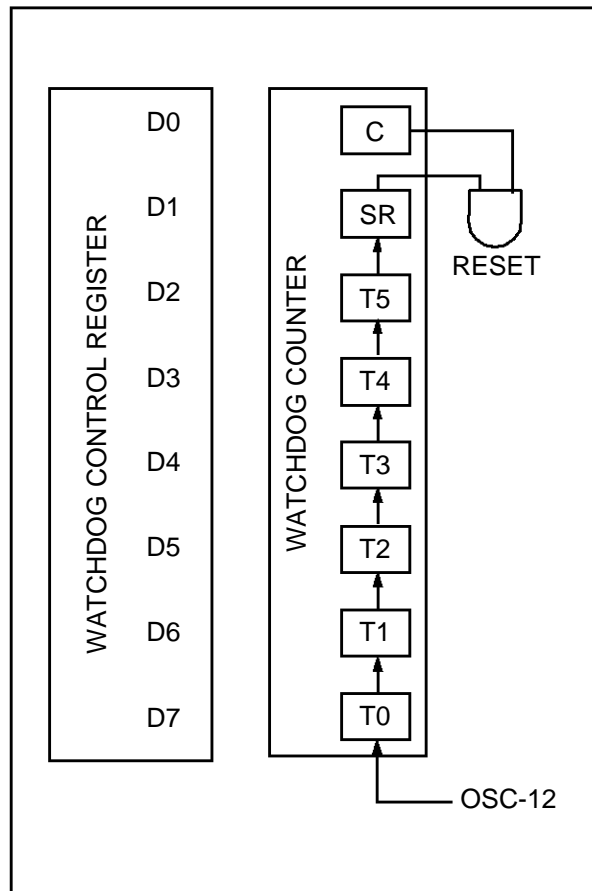 WATCHDOG CONTROL REGISTER
D0
D1
D2
D3
D4
D5
D6
D7
WATCHDOG COUNTER
C
SR
T5
T4
T3
T2
T1
T0
RESET
OSC-12